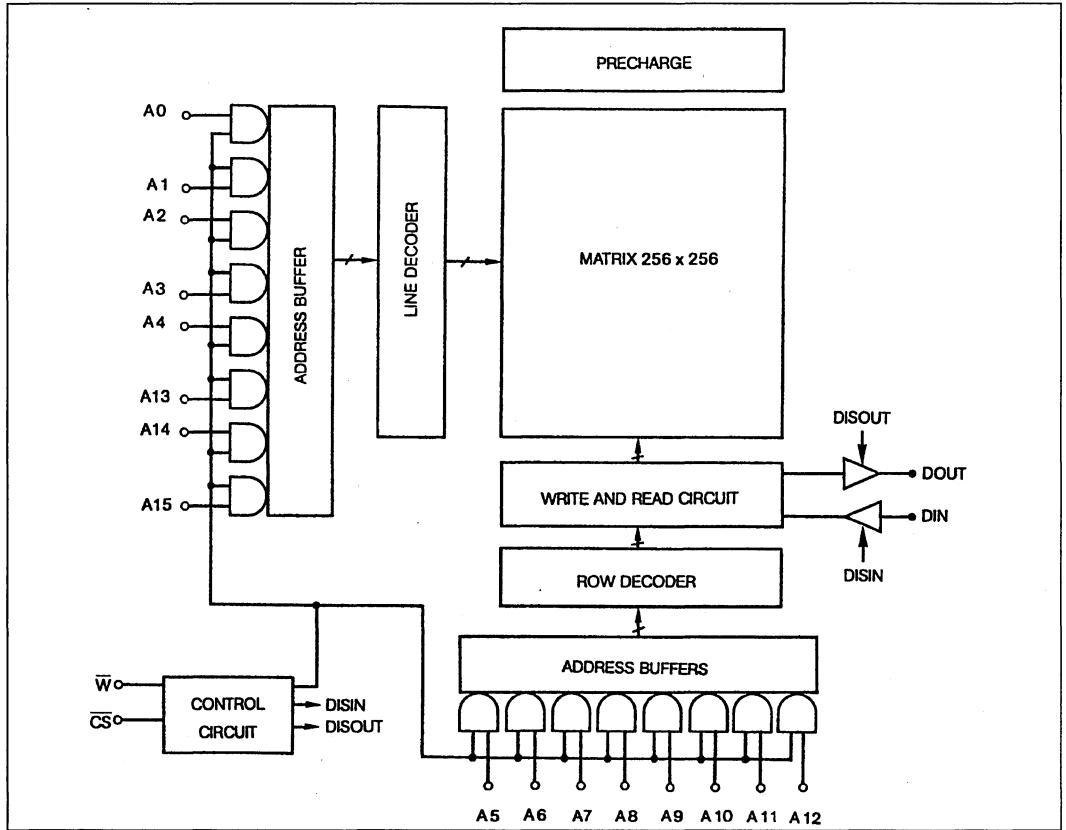 PRECHARGE
A0
A1
A2
A3
A4
A13
A14
A15
ADDRESS BUFFER
LINE DECODER
MATRIX 256 x 256
DISOUT
DOUT
WRITE AND READ CIRCUIT
DIN
DISIN
ROW DECODER
ADDRESS BUFFERS
W̅
C̅S̅
CONTROL
CIRCUIT
DISIN
DISOUT
A5 A6 A7 A8 A9 A10 A11 A12